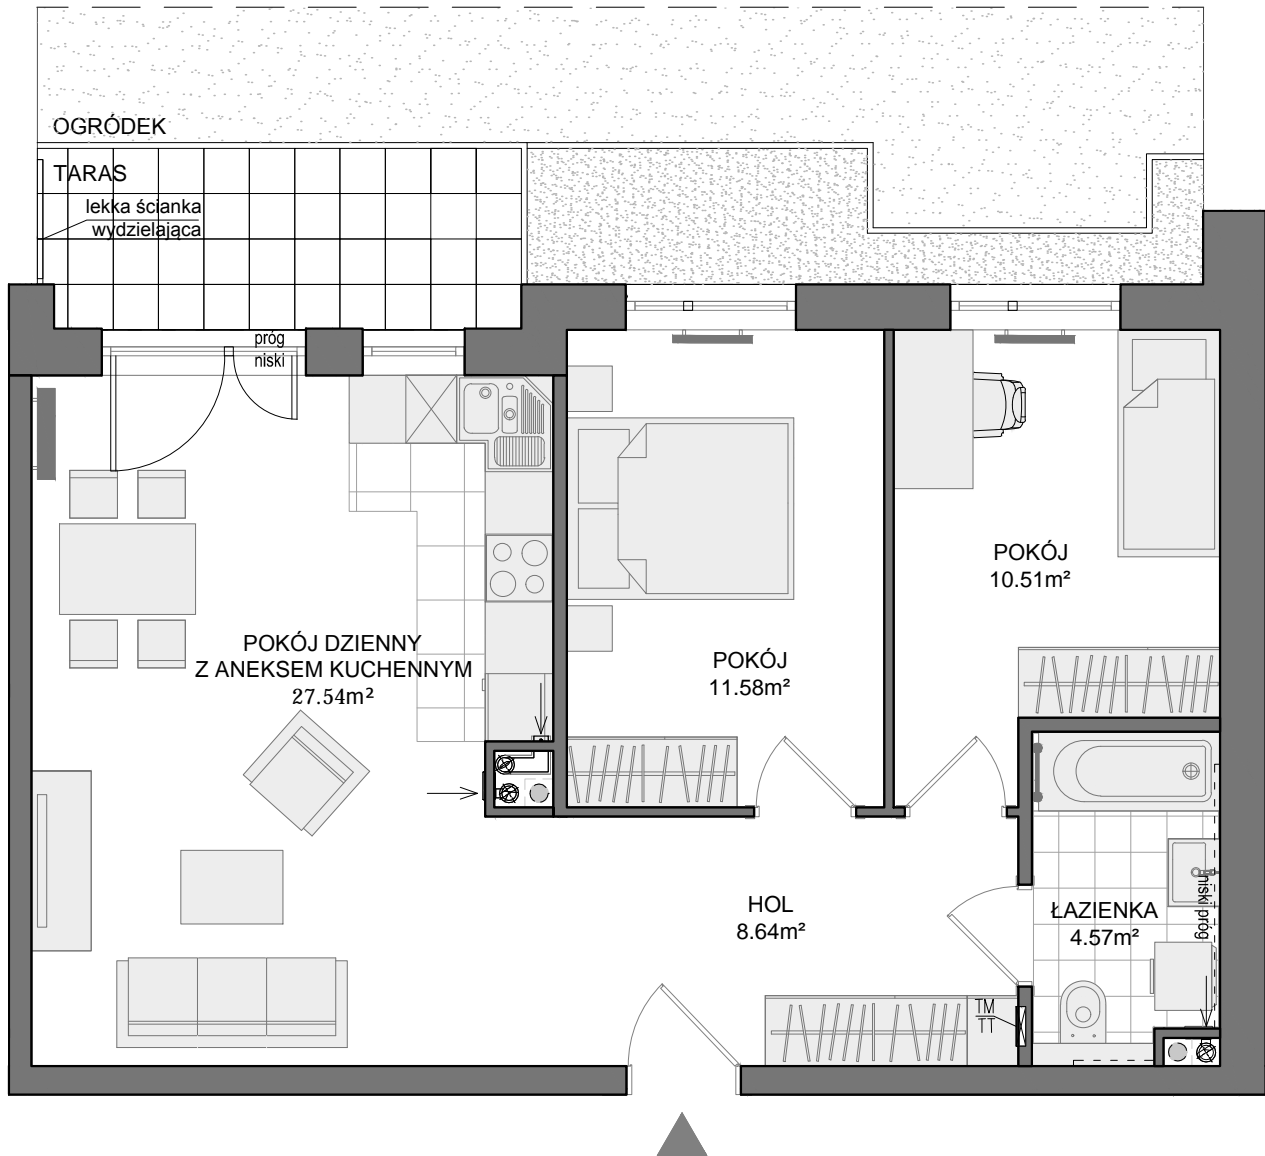 OGRÓDEK
TARAS
lekka ścianka
wydzielająca
próg
niski
POKÓJ
10.51m²
POKÓJ DZIENNY
Z ANEKSEM KUCHENNYM
27.54m²
POKÓJ
11.58m²
HOL
8.64m²
ŁAZIENKA
4.57m²
niski próg
TM
TT